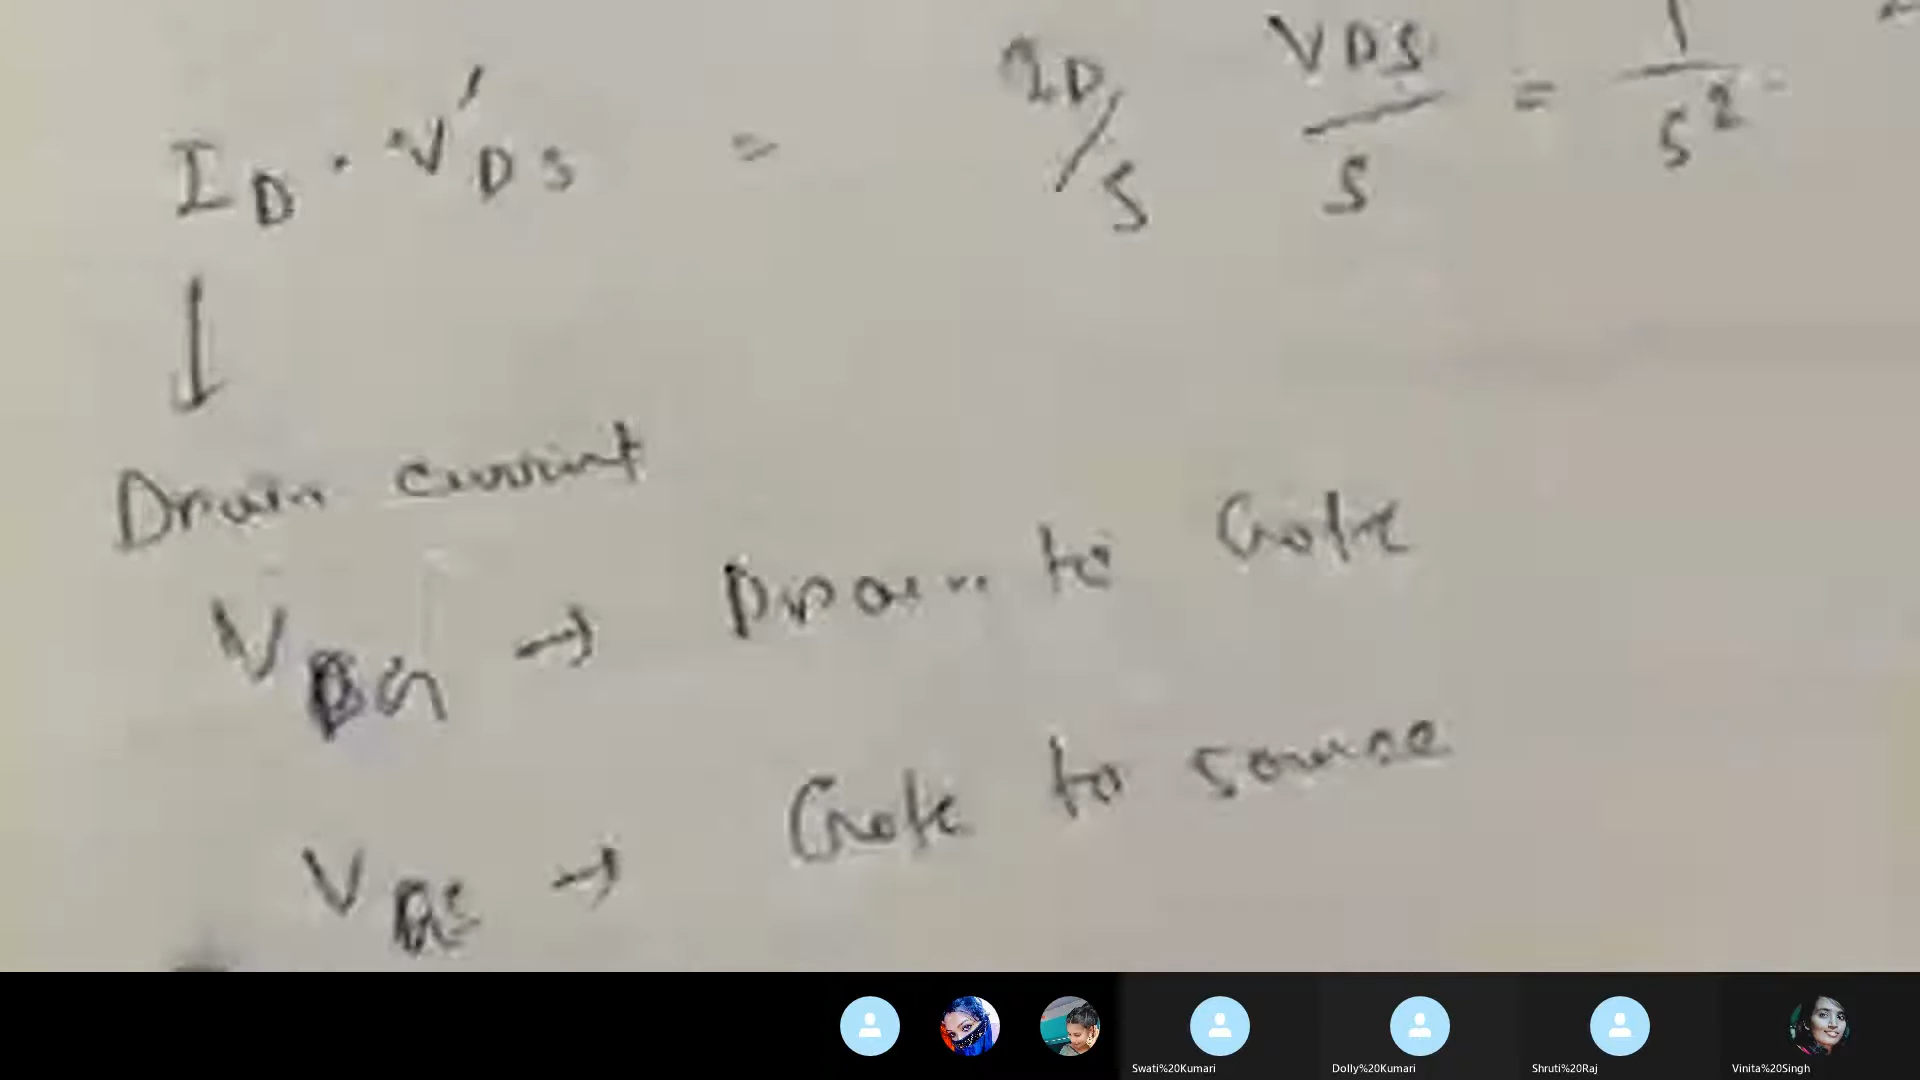 I_D . V'_DS = I_D/S V_DS/S = 1/S²
↓
Drain current
V_DG → Drain to Gate
V_GS → Gate to source
Swati%20Kumari Dolly%20Kumari Shruti%20Raj Vinita%20Singh